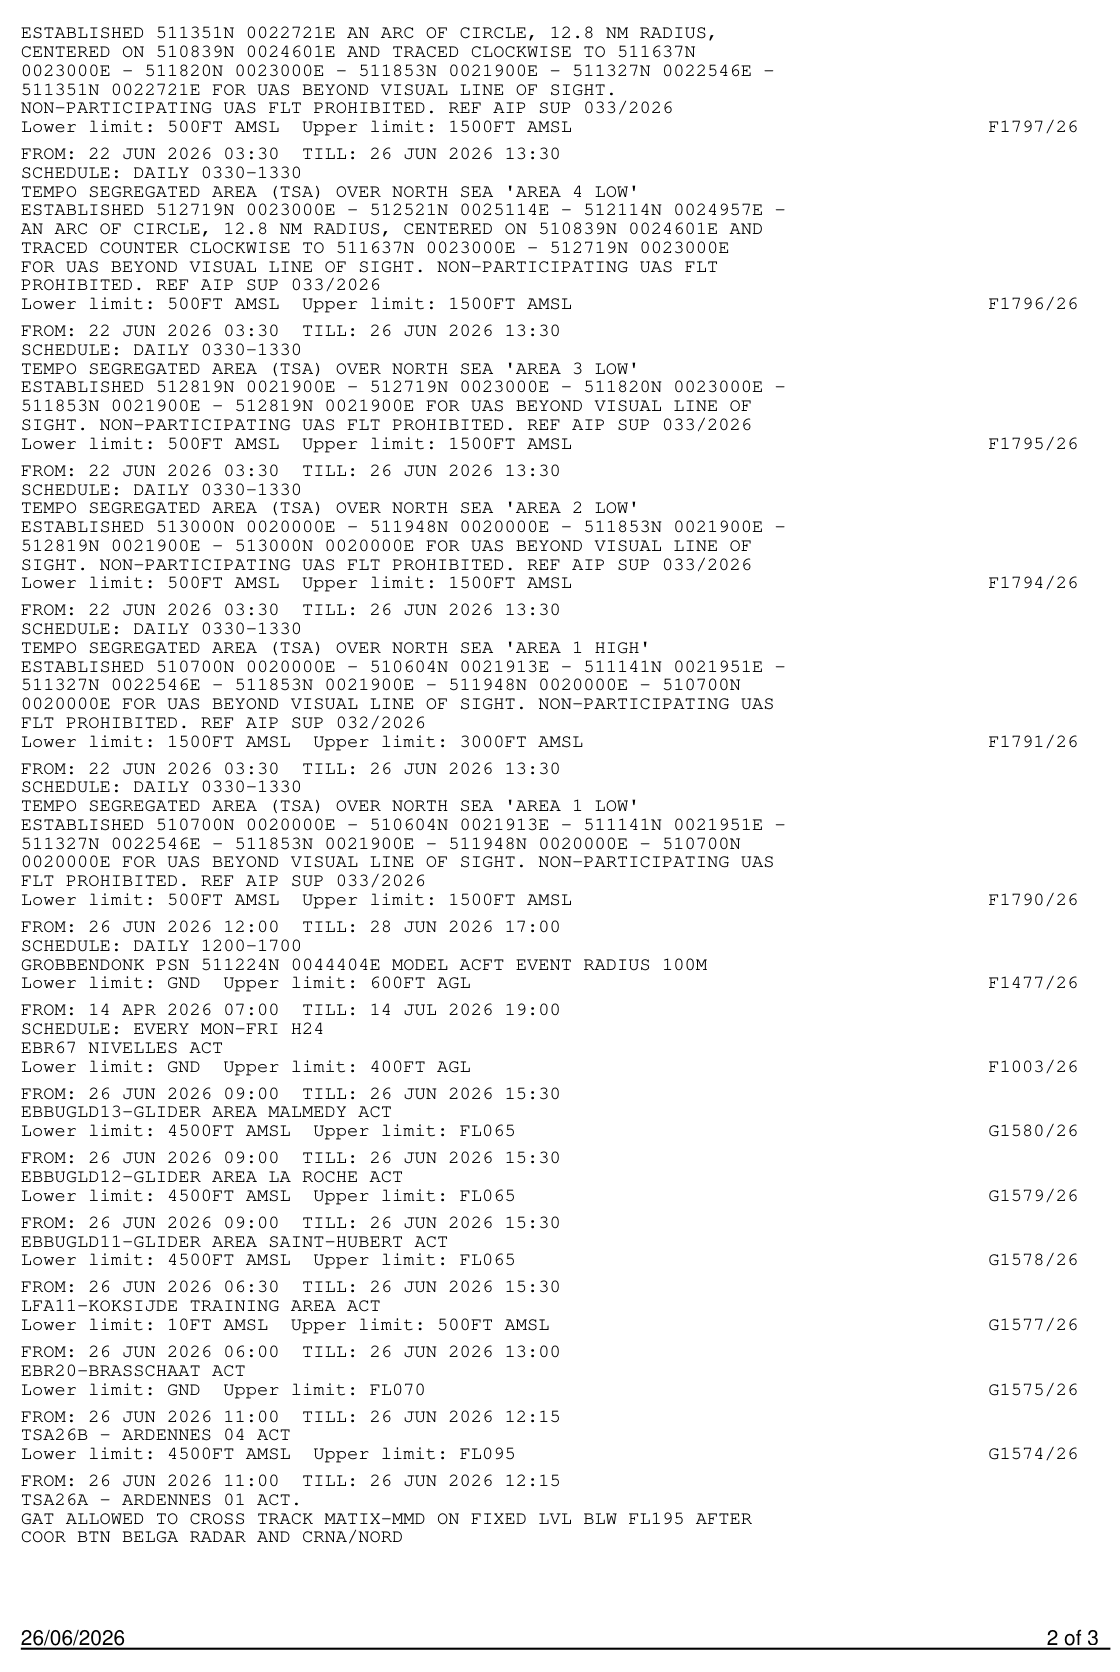 ESTABLISHED 511351N 0022721E AN ARC OF CIRCLE, 12.8 NM RADIUS,
CENTERED ON 510839N 0024601E AND TRACED CLOCKWISE TO 511637N
0023000E - 511820N 0023000E - 511853N 0021900E - 511327N 0022546E -
511351N 0022721E FOR UAS BEYOND VISUAL LINE OF SIGHT.
NON-PARTICIPATING UAS FLT PROHIBITED. REF AIP SUP 033/2026
Lower limit: 500FT AMSL  Upper limit: 1500FT AMSL F1797/26
FROM: 22 JUN 2026 03:30  TILL: 26 JUN 2026 13:30
SCHEDULE: DAILY 0330-1330
TEMPO SEGREGATED AREA (TSA) OVER NORTH SEA 'AREA 4 LOW'
ESTABLISHED 512719N 0023000E - 512521N 0025114E - 512114N 0024957E -
AN ARC OF CIRCLE, 12.8 NM RADIUS, CENTERED ON 510839N 0024601E AND
TRACED COUNTER CLOCKWISE TO 511637N 0023000E - 512719N 0023000E
FOR UAS BEYOND VISUAL LINE OF SIGHT. NON-PARTICIPATING UAS FLT
PROHIBITED. REF AIP SUP 033/2026
Lower limit: 500FT AMSL  Upper limit: 1500FT AMSL F1796/26
FROM: 22 JUN 2026 03:30  TILL: 26 JUN 2026 13:30
SCHEDULE: DAILY 0330-1330
TEMPO SEGREGATED AREA (TSA) OVER NORTH SEA 'AREA 3 LOW'
ESTABLISHED 512819N 0021900E - 512719N 0023000E - 511820N 0023000E -
511853N 0021900E - 512819N 0021900E FOR UAS BEYOND VISUAL LINE OF
SIGHT. NON-PARTICIPATING UAS FLT PROHIBITED. REF AIP SUP 033/2026
Lower limit: 500FT AMSL  Upper limit: 1500FT AMSL F1795/26
FROM: 22 JUN 2026 03:30  TILL: 26 JUN 2026 13:30
SCHEDULE: DAILY 0330-1330
TEMPO SEGREGATED AREA (TSA) OVER NORTH SEA 'AREA 2 LOW'
ESTABLISHED 513000N 0020000E - 511948N 0020000E - 511853N 0021900E -
512819N 0021900E - 513000N 0020000E FOR UAS BEYOND VISUAL LINE OF
SIGHT. NON-PARTICIPATING UAS FLT PROHIBITED. REF AIP SUP 033/2026
Lower limit: 500FT AMSL  Upper limit: 1500FT AMSL F1794/26
FROM: 22 JUN 2026 03:30  TILL: 26 JUN 2026 13:30
SCHEDULE: DAILY 0330-1330
TEMPO SEGREGATED AREA (TSA) OVER NORTH SEA 'AREA 1 HIGH'
ESTABLISHED 510700N 0020000E - 510604N 0021913E - 511141N 0021951E -
511327N 0022546E - 511853N 0021900E - 511948N 0020000E - 510700N
0020000E FOR UAS BEYOND VISUAL LINE OF SIGHT. NON-PARTICIPATING UAS
FLT PROHIBITED. REF AIP SUP 032/2026
Lower limit: 1500FT AMSL  Upper limit: 3000FT AMSL F1791/26
FROM: 22 JUN 2026 03:30  TILL: 26 JUN 2026 13:30
SCHEDULE: DAILY 0330-1330
TEMPO SEGREGATED AREA (TSA) OVER NORTH SEA 'AREA 1 LOW'
ESTABLISHED 510700N 0020000E - 510604N 0021913E - 511141N 0021951E -
511327N 0022546E - 511853N 0021900E - 511948N 0020000E - 510700N
0020000E FOR UAS BEYOND VISUAL LINE OF SIGHT. NON-PARTICIPATING UAS
FLT PROHIBITED. REF AIP SUP 033/2026
Lower limit: 500FT AMSL  Upper limit: 1500FT AMSL F1790/26
FROM: 26 JUN 2026 12:00  TILL: 28 JUN 2026 17:00
SCHEDULE: DAILY 1200-1700
GROBBENDONK PSN 511224N 0044404E MODEL ACFT EVENT RADIUS 100M
Lower limit: GND  Upper limit: 600FT AGL F1477/26
FROM: 14 APR 2026 07:00  TILL: 14 JUL 2026 19:00
SCHEDULE: EVERY MON-FRI H24
EBR67 NIVELLES ACT
Lower limit: GND  Upper limit: 400FT AGL F1003/26
FROM: 26 JUN 2026 09:00  TILL: 26 JUN 2026 15:30
EBBUGLD13-GLIDER AREA MALMEDY ACT
Lower limit: 4500FT AMSL  Upper limit: FL065 G1580/26
FROM: 26 JUN 2026 09:00  TILL: 26 JUN 2026 15:30
EBBUGLD12-GLIDER AREA LA ROCHE ACT
Lower limit: 4500FT AMSL  Upper limit: FL065 G1579/26
FROM: 26 JUN 2026 09:00  TILL: 26 JUN 2026 15:30
EBBUGLD11-GLIDER AREA SAINT-HUBERT ACT
Lower limit: 4500FT AMSL  Upper limit: FL065 G1578/26
FROM: 26 JUN 2026 06:30  TILL: 26 JUN 2026 15:30
LFA11-KOKSIJDE TRAINING AREA ACT
Lower limit: 10FT AMSL  Upper limit: 500FT AMSL G1577/26
FROM: 26 JUN 2026 06:00  TILL: 26 JUN 2026 13:00
EBR20-BRASSCHAAT ACT
Lower limit: GND  Upper limit: FL070 G1575/26
FROM: 26 JUN 2026 11:00  TILL: 26 JUN 2026 12:15
TSA26B - ARDENNES 04 ACT
Lower limit: 4500FT AMSL  Upper limit: FL095 G1574/26
FROM: 26 JUN 2026 11:00  TILL: 26 JUN 2026 12:15
TSA26A - ARDENNES 01 ACT.
GAT ALLOWED TO CROSS TRACK MATIX-MMD ON FIXED LVL BLW FL195 AFTER
COOR BTN BELGA RADAR AND CRNA/NORD
26/06/2026 2 of 3